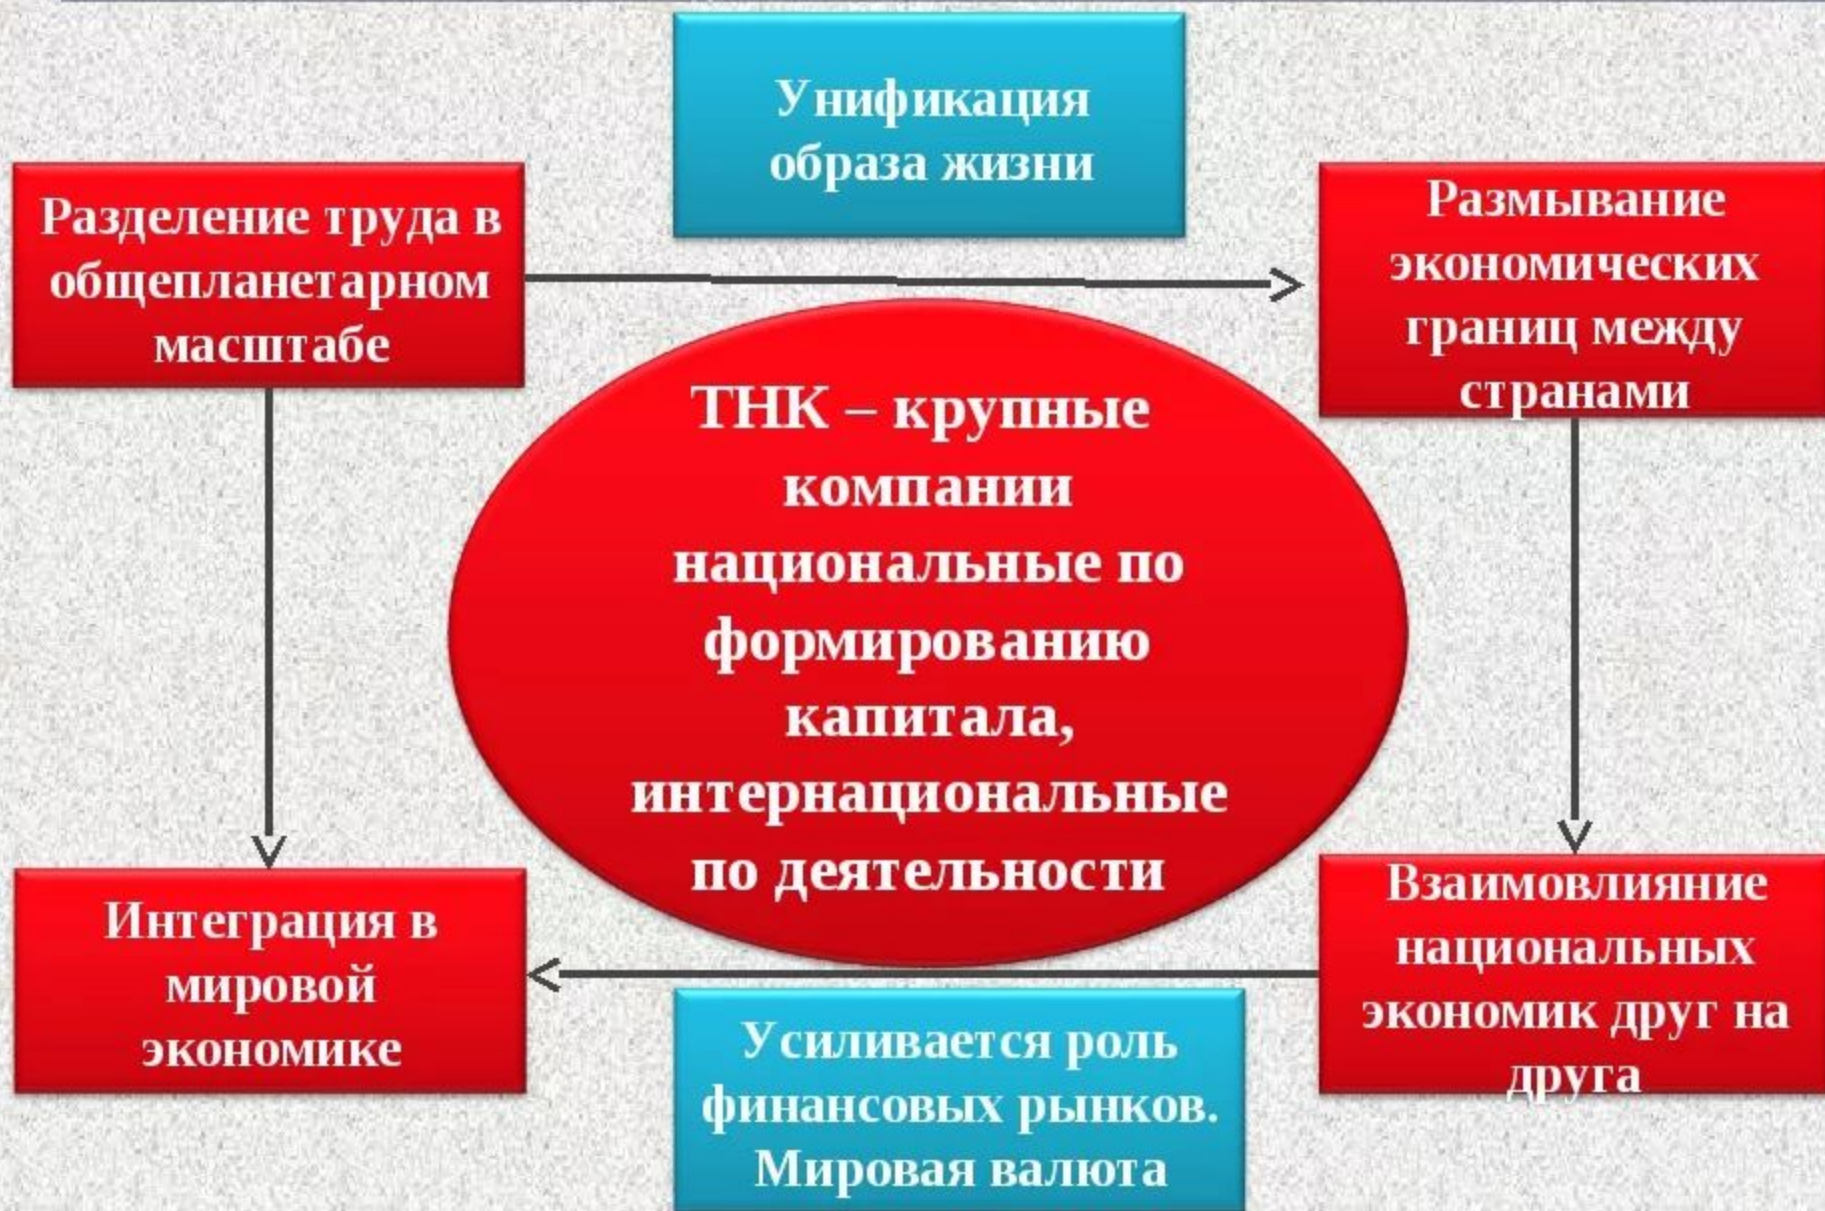 Унификация
образа жизни
Разделение труда в
общепланетарном
масштабе
Размывание
экономических
границ между
странами
ТНК – крупные
компании
национальные по
формированию
капитала,
интернациональные
по деятельности
Интеграция в
мировой
экономике
Взаимовлияние
национальных
экономик друг на
друга
Усиливается роль
финансовых рынков.
Мировая валюта